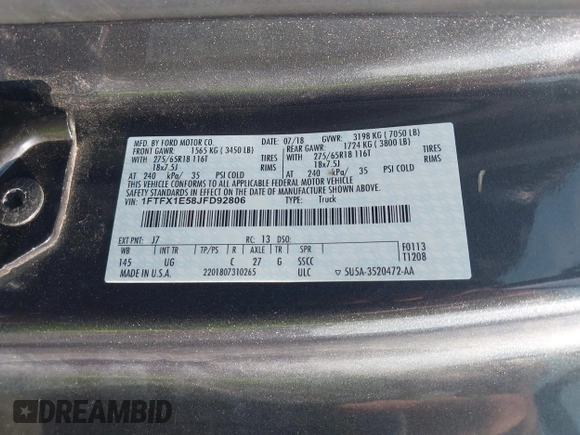 MFD. BY FORD MOTOR CO. 07/18 GVWR: 3198 KG ( 7050 LB)
FRONT GAWR: 1565 KG ( 3450 LB) REAR GAWR: 1724 KG ( 3800 LB)
WITH 275/65R18 116T TIRES WITH 275/65R18 116T TIRES
18x7.5J RIMS 18x7.5J RIMS
AT 240 kPa/ 35 PSI COLD AT 240 kPa/ 35 PSI COLD
THIS VEHICLE CONFORMS TO ALL APPLICABLE FEDERAL MOTOR VEHICLE
SAFETY STANDARDS IN EFFECT ON THE DATE OF MANUFACTURE SHOWN ABOVE.
VIN: 1FTFX1E58JFD92806 TYPE: Truck
EXT PNT: J7 RC: 13 DSO: F0113
WB INT TR TP/PS R AXLE TR SPR T1208
145 UG C 27 G SSCC
MADE IN U.S.A. 2201807310265 ULC 5U5A-3520472-AA
DREAMBID